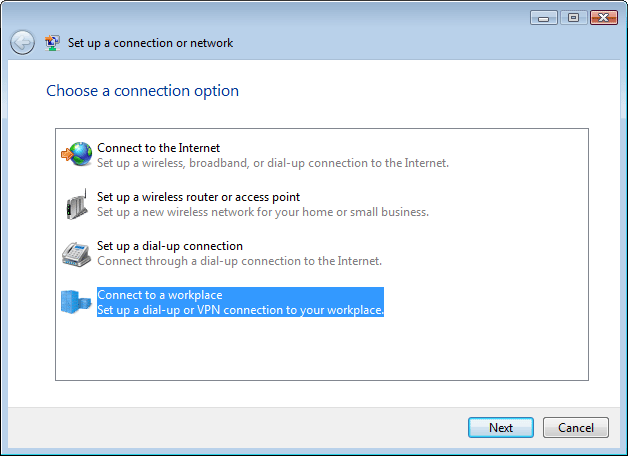 Set up a connection or network
Choose a connection option
Connect to the Internet
Set up a wireless, broadband, or dial-up connection to the Internet.
Set up a wireless router or access point
Set up a new wireless network for your home or small business.
Set up a dial-up connection
Connect through a dial-up connection to the Internet.
Connect to a workplace
Set up a dial-up or VPN connection to your workplace.
Next
Cancel